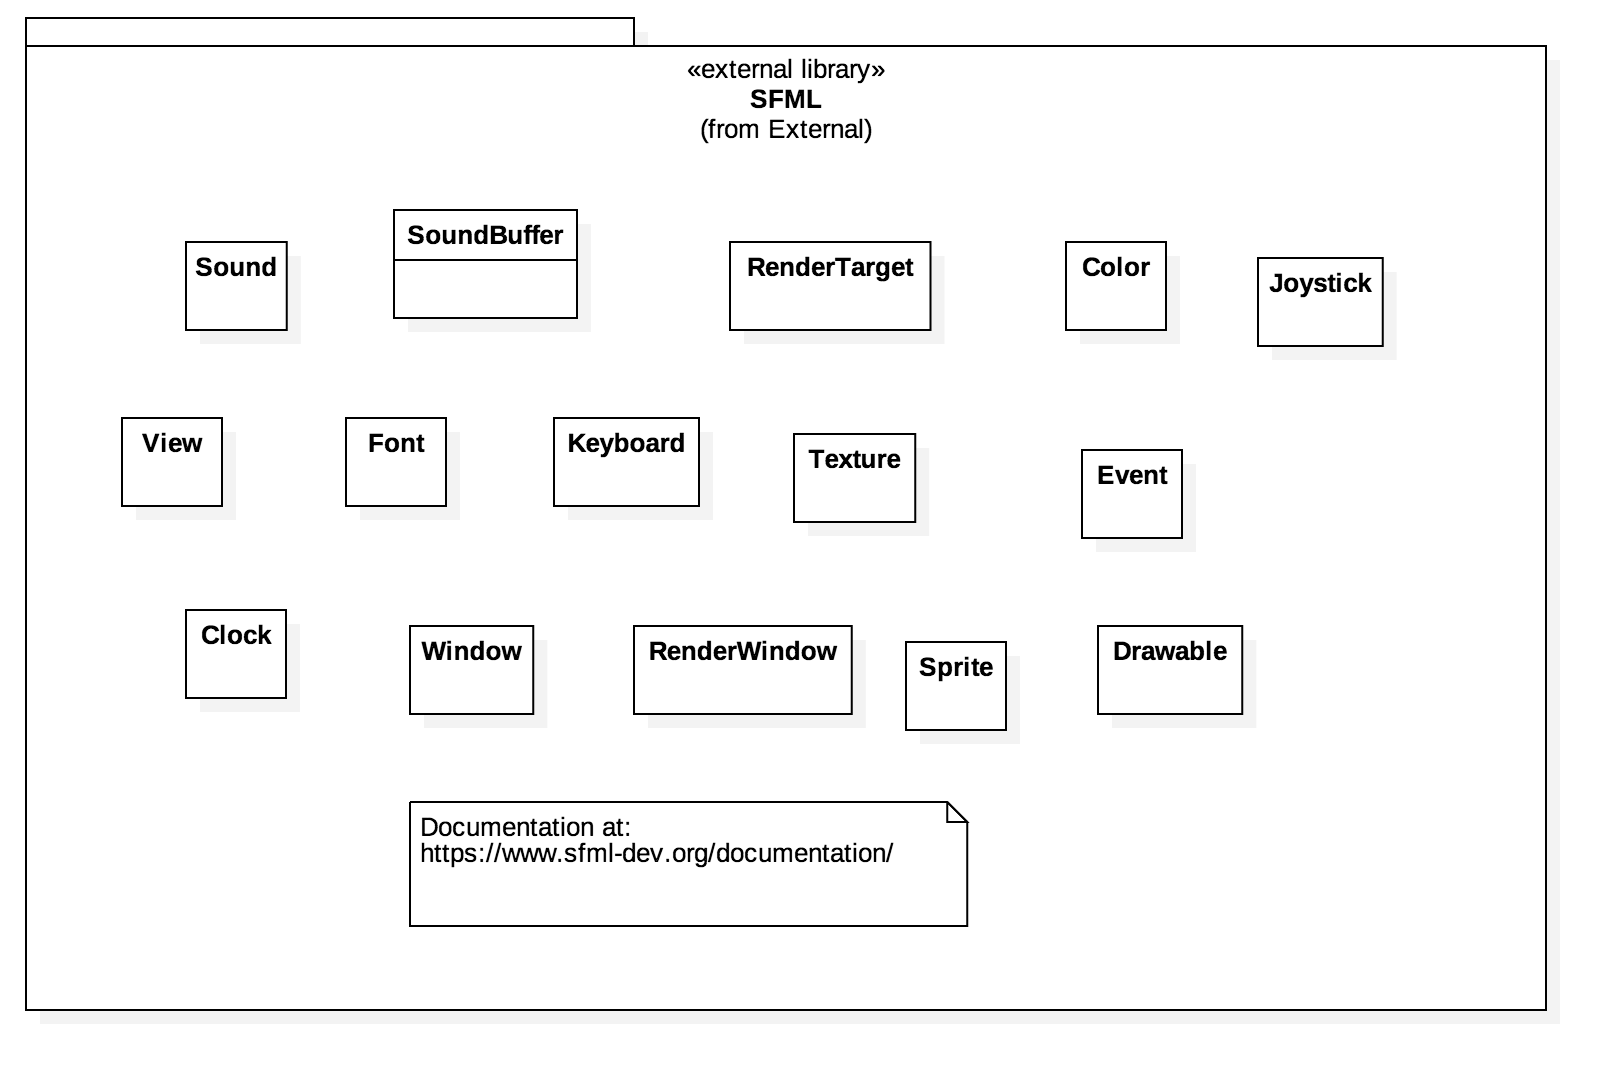 «external library»
SFML
(from External)
Sound
SoundBuffer
RenderTarget
Color
Joystick
View
Font
Keyboard
Texture
Event
Clock
Window
RenderWindow
Sprite
Drawable
Documentation at:
https://www.sfml-dev.org/documentation/